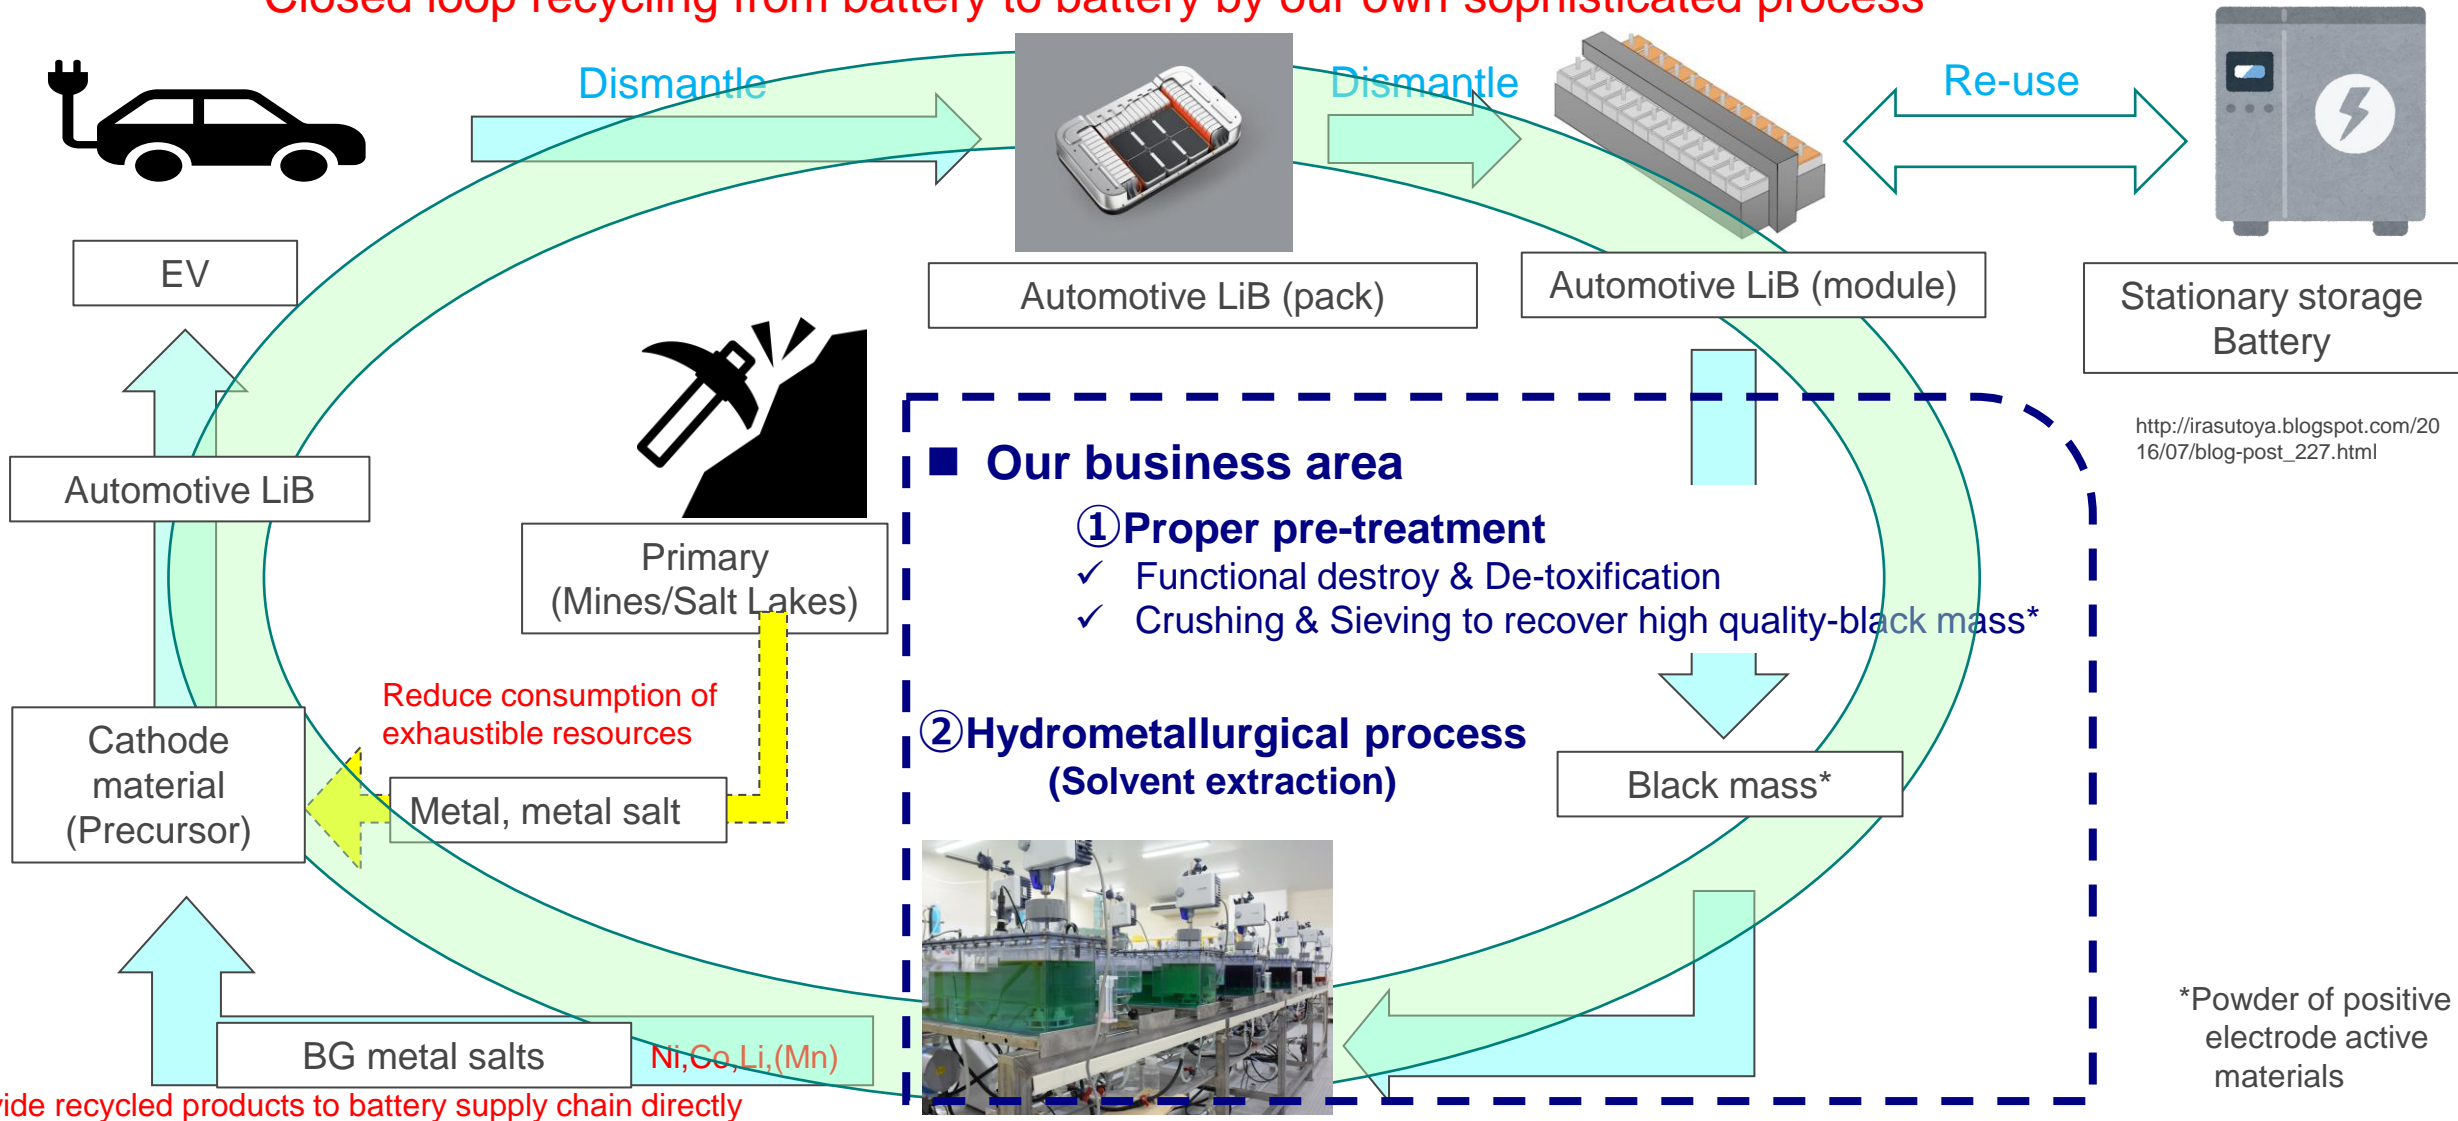 Closed loop recycling from battery to battery by our own sophisticated process
Dismantle
Dismantle
Re-use
EV
Automotive LiB (pack)
Automotive LiB (module)
Stationary storage
Battery
http://irasutoya.blogspot.com/20
16/07/blog-post_227.html
Automotive LiB
Primary
(Mines/Salt Lakes)
■ Our business area
①Proper pre-treatment
✓ Functional destroy & De-toxification
✓ Crushing & Sieving to recover high quality-black mass*
Reduce consumption of
exhaustible resources
②Hydrometallurgical process
(Solvent extraction)
Cathode
material
(Precursor)
Metal, metal salt
Black mass*
BG metal salts
Ni,Co,Li,(Mn)
*Powder of positive
electrode active
materials
recycled products to battery supply chain directly